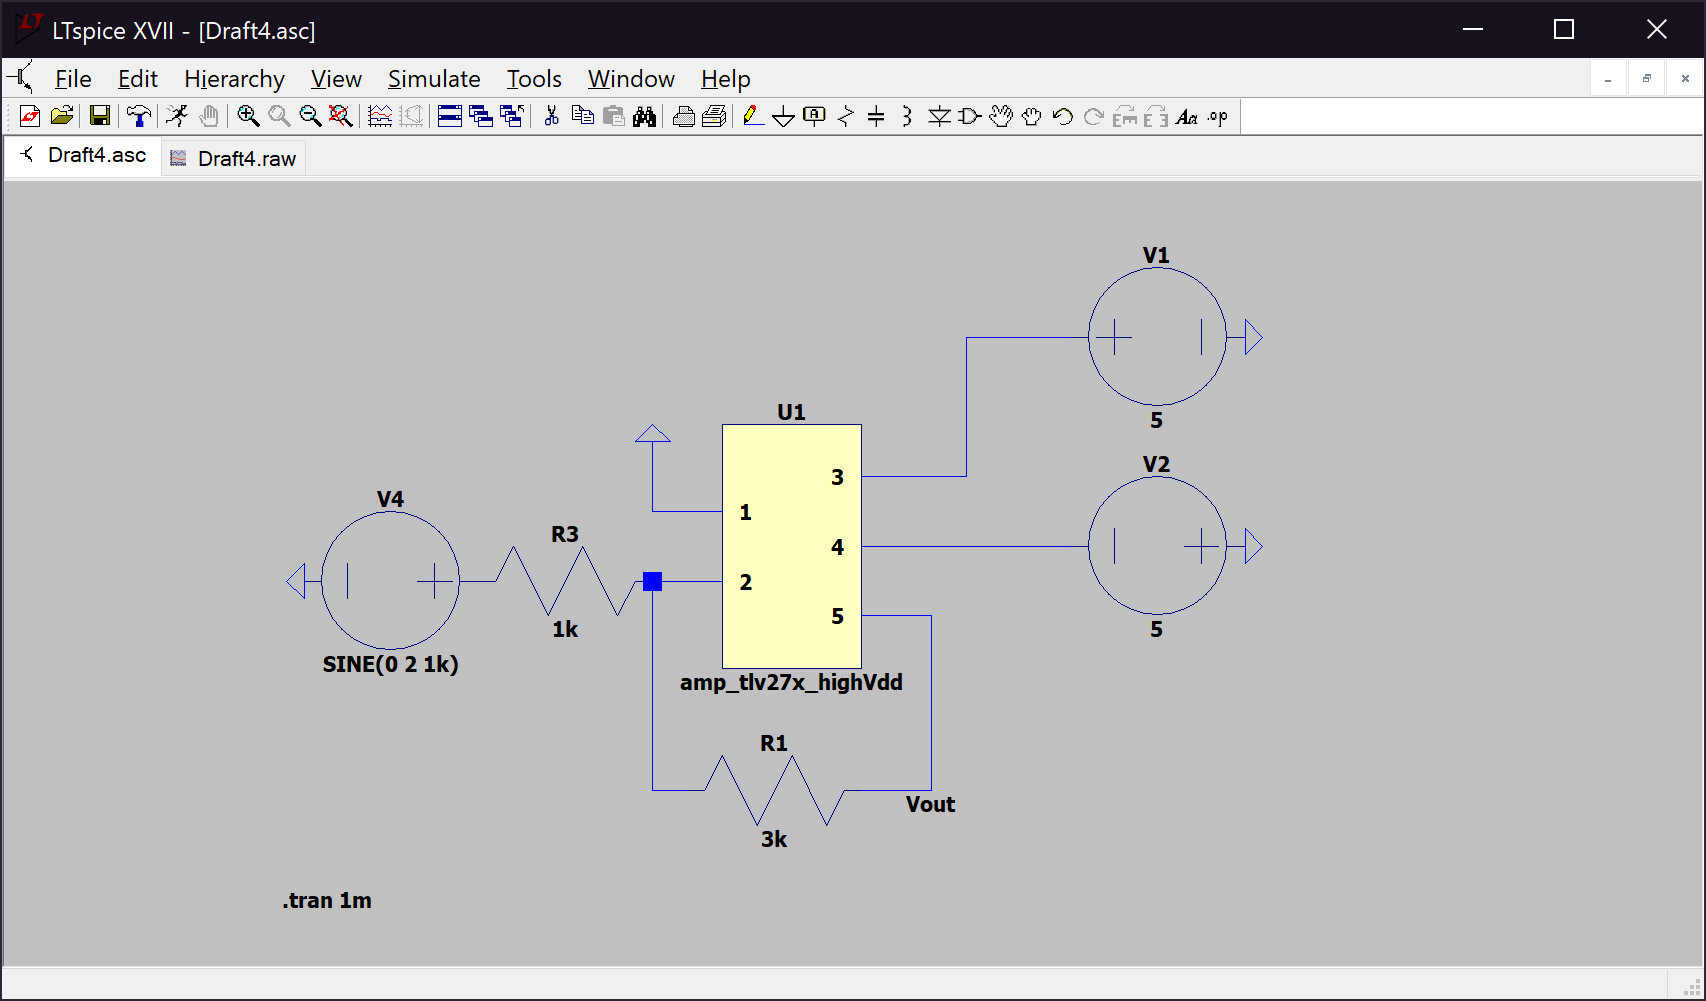 LTspice XVII - [Draft4.asc]
File Edit Hierarchy View Simulate Tools Window Help
Aa .op
Draft4.asc Draft4.raw
V1
5
V2
5
U1
3
1
4
2
5
amp_tlv27x_highVdd
V4
SINE(0 2 1k)
R3
1k
R1
3k
Vout
.tran 1m